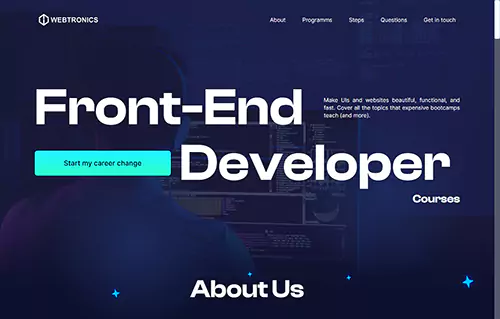 WEBTRONICS
About
Programms
Steps
Questions
Get in touch
Front-End
Make UIs and websites beautiful, functional, and
fast. Cover all the topics that expensive bootcamps
teach (and more).
Start my career change
Developer
Courses
About Us